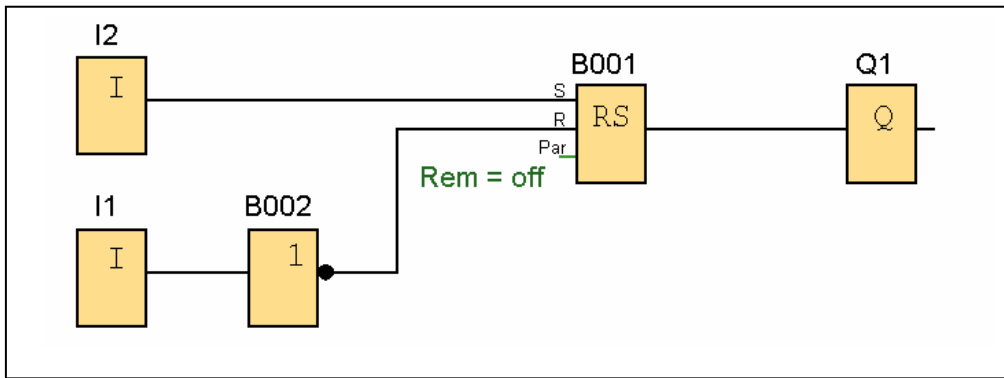 I2
I
B001
S
R
Par
RS
Rem = off
Q1
Q
I1
I
B002
1